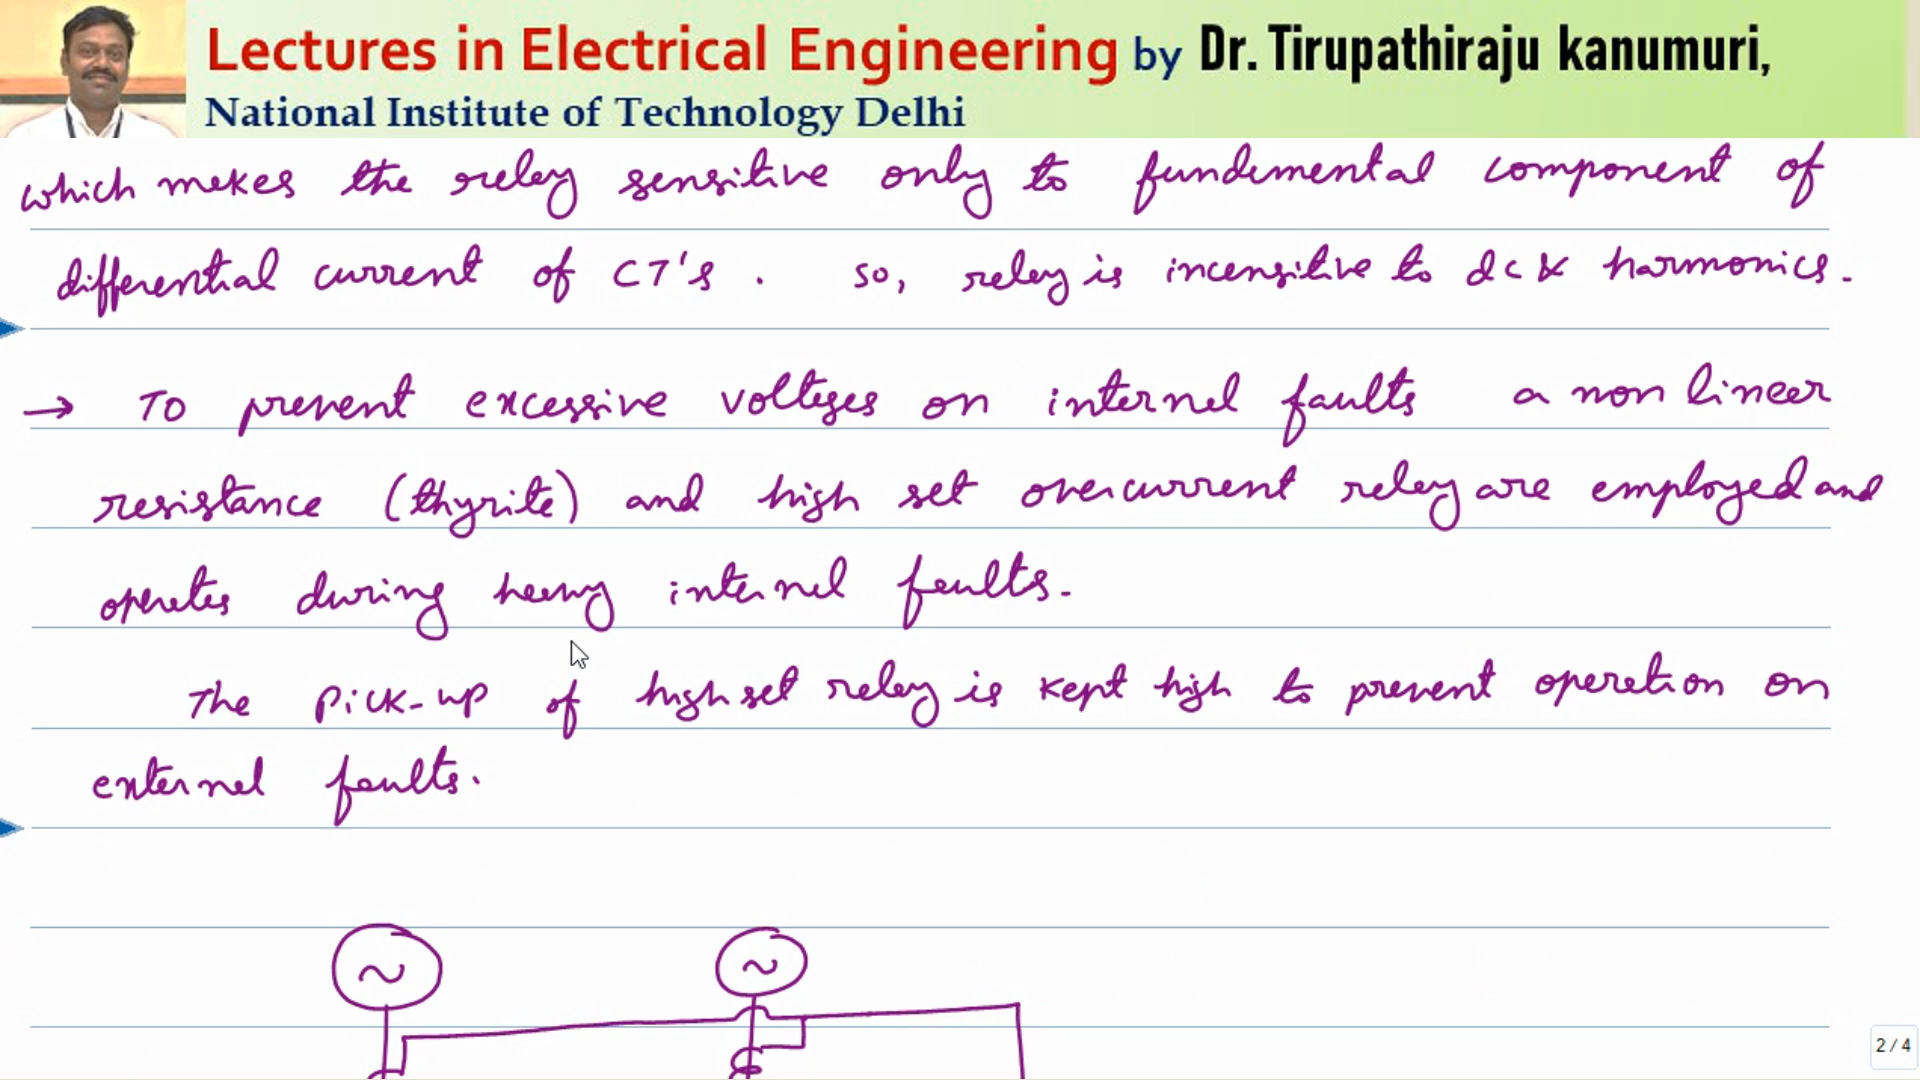 Lectures in Electrical Engineering by Dr. Tirupathiraju kanumuri,
National Institute of Technology Delhi
which makes the relay sensitive only to fundamental component of
differential current of CT's . so, relay is incensitive to dc & harmonics.
→ To prevent excessive voltages on internal faults a non linear
resistance (thyrite) and high set overcurrent relay are employed and
operates during heavy internal faults.
The Pick-up of high set relay is kept high to prevent operation on
external faults.
2 / 4